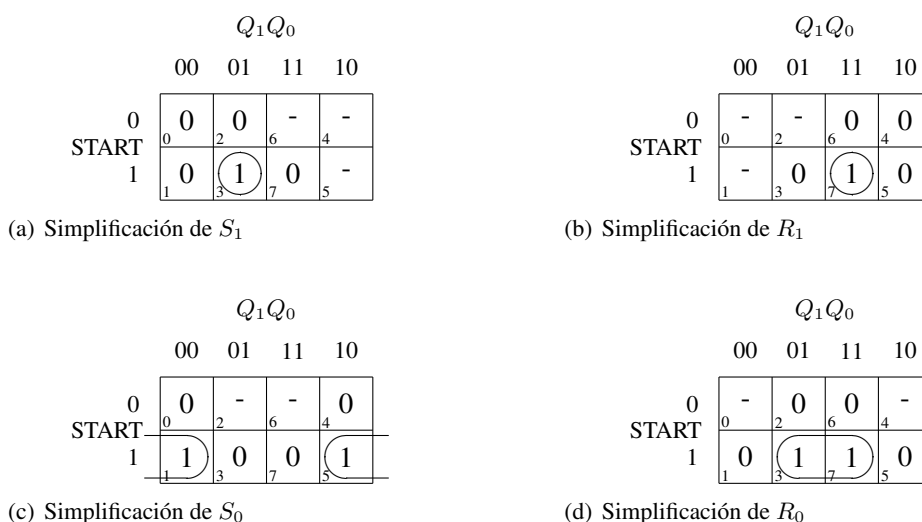 Q₁Q₀
00 01 11 10
0 0 0 - -
0 2 6 4
START
1 0 1 0 -
1 3 7 5
(a) Simplificación de S₁
Q₁Q₀
00 01 11 10
0 - - 0 0
0 2 6 4
START
1 - 0 1 0
1 3 7 5
(b) Simplificación de R₁
Q₁Q₀
00 01 11 10
0 0 - - 0
0 2 6 4
START
1 1 0 0 1
1 3 7 5
(c) Simplificación de S₀
Q₁Q₀
00 01 11 10
0 - 0 0 -
0 2 6 4
START
1 0 1 1 0
1 3 7 5
(d) Simplificación de R₀